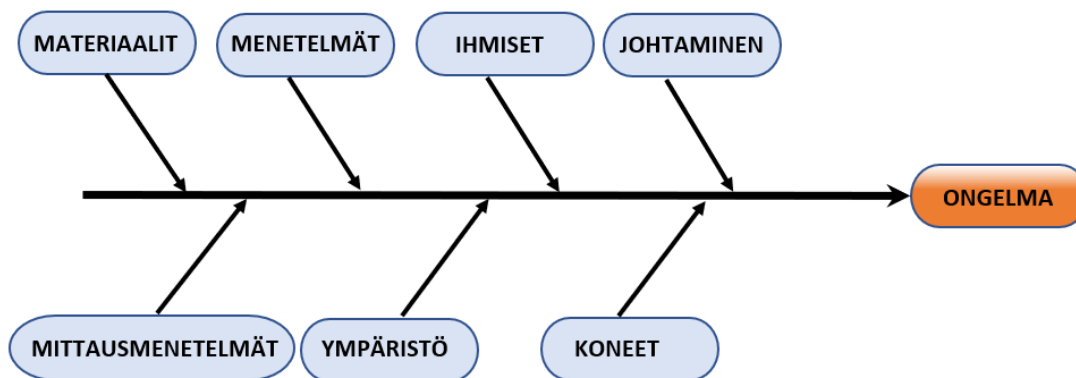 MATERIAALIT
MENETELMÄT
IHMISET
JOHTAMINEN
ONGELMA
MITTAUSMENETELMÄT
YMPÄRISTÖ
KONEET